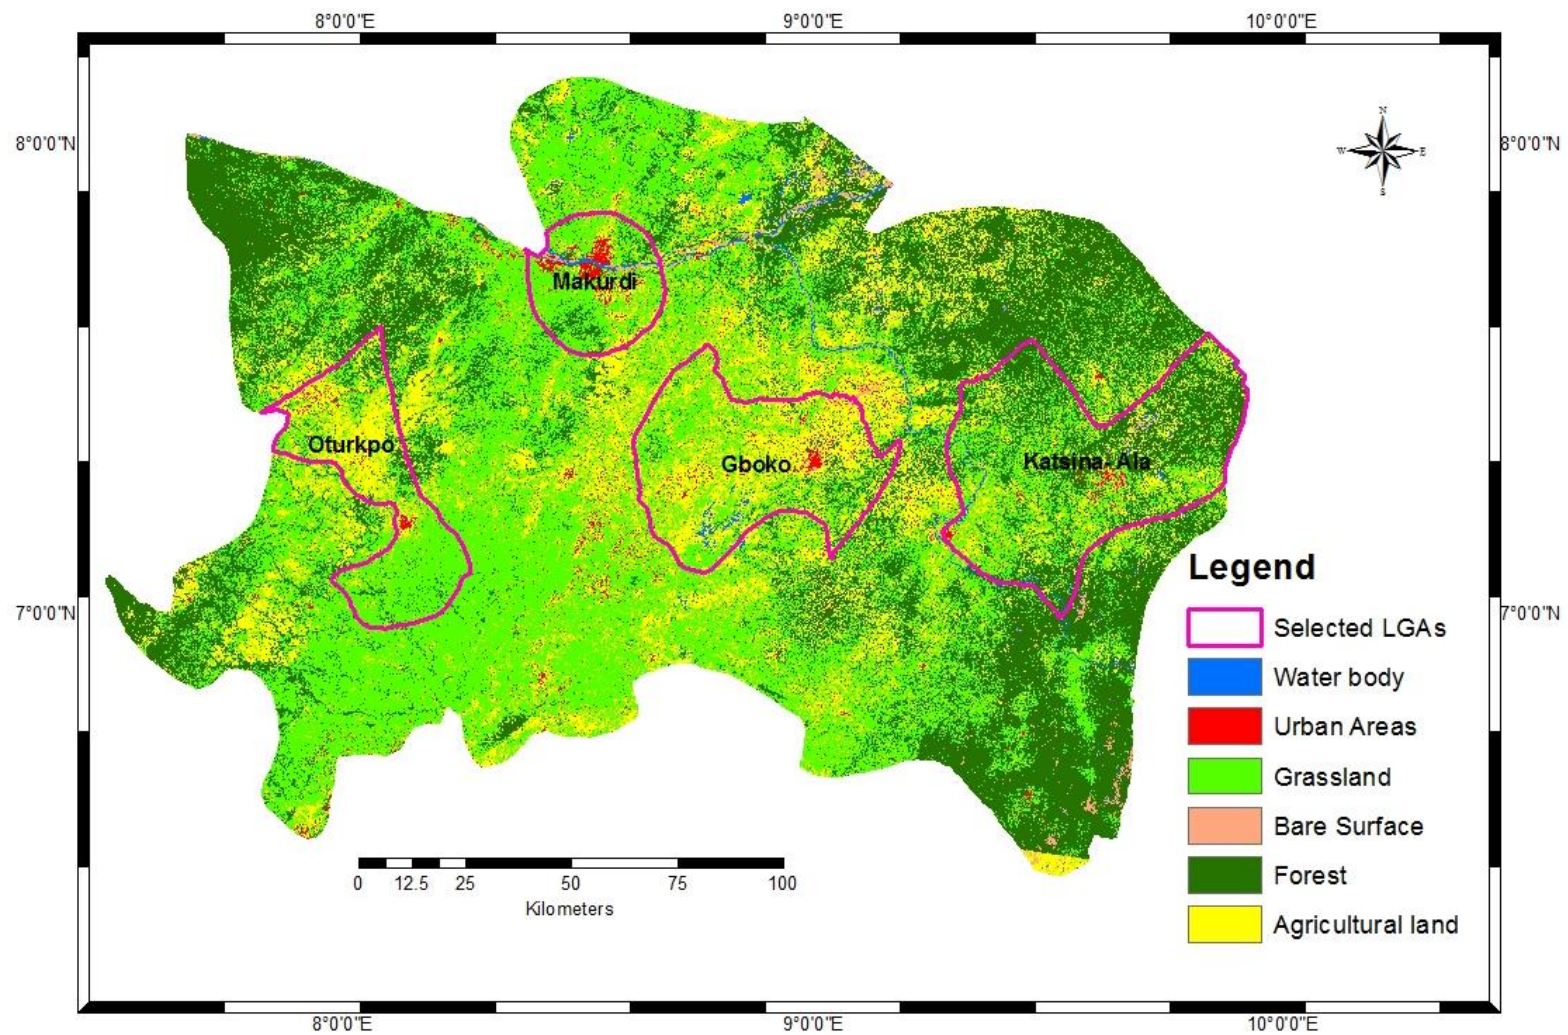 8°0'0"E 9°0'0"E 10°0'0"E
N
8°0'0"N 8°0'0"N
W E
S
Makurdi
Oturkpo
Gboko
Katsina- Ala
Legend
7°0'0"N 7°0'0"N
Selected LGAs
Water body
Urban Areas
Grassland
Bare Surface
Forest
Agricultural land
0 12.5 25 50 75 100
Kilometers
8°0'0"E 9°0'0"E 10°0'0"E